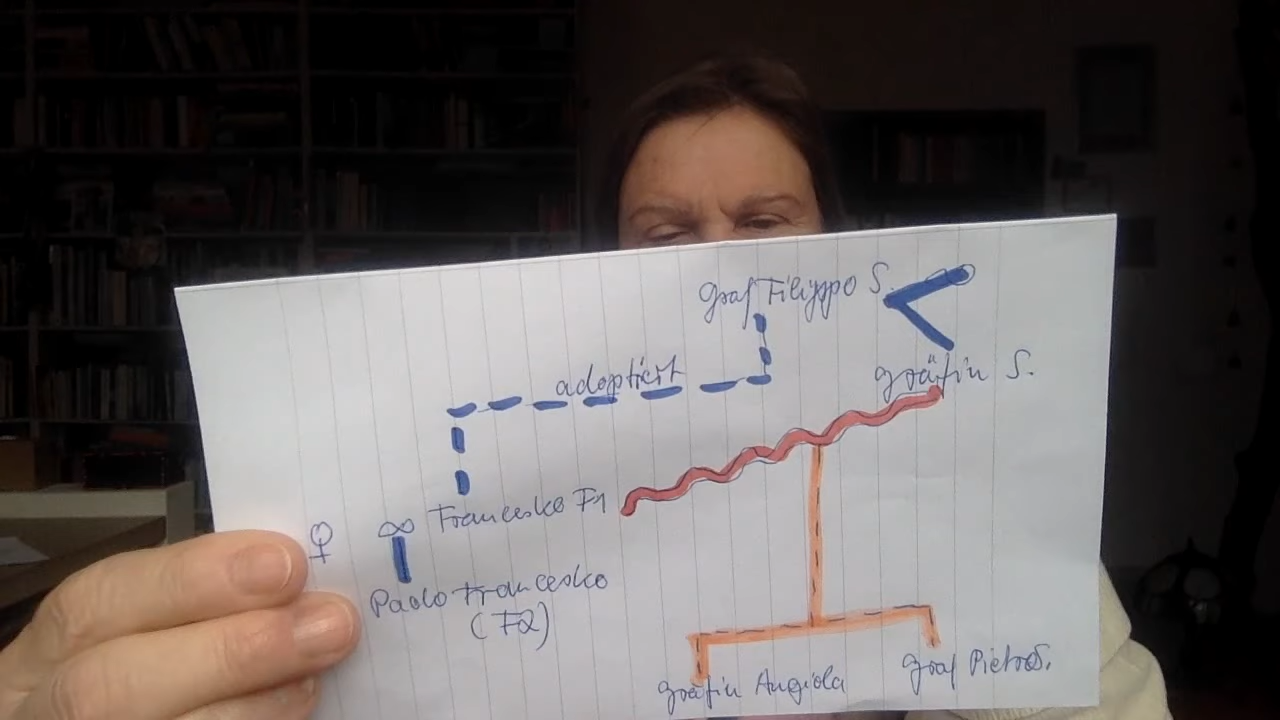 Graf Filippo S.
adoptiert
gräfin S.
♀ ∞ Francesko F1
Paolo Francesko
(F2)
gräfin Angiola
Graf Pietro S.